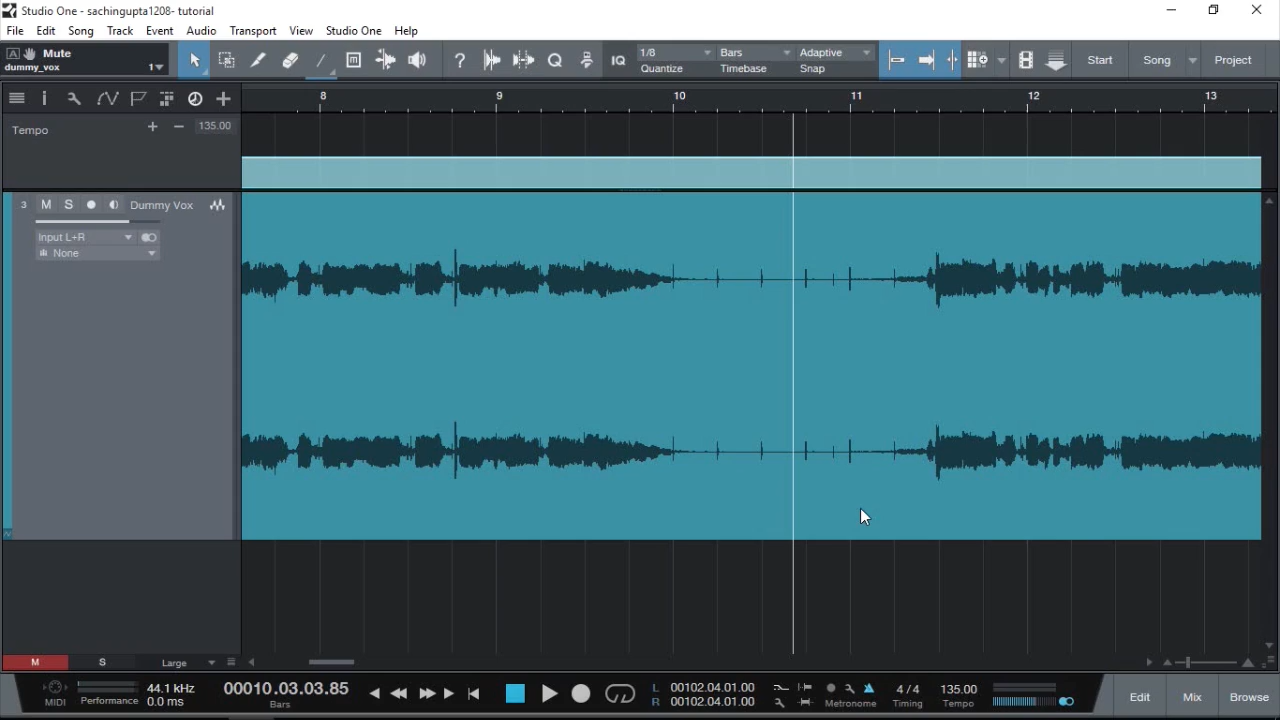 Studio One - sachingupta1208- tutorial
File Edit Song Track Event Audio Transport View Studio One Help
A Mute
dummy_vox 1
? Q IQ 1/8 Bars Adaptive Start Song Project
Quantize Timebase Snap
8 9 10 11 12 13
Tempo + − 135.00
3 M S Dummy Vox
Input L+R
None
M S Large
MIDI Performance 44.1 kHz
0.0 ms
00010.03.03.85
Bars
L 00102.04.01.00
R 00102.04.01.00
Metronome
4 / 4
Timing
135.00
Tempo
Edit Mix Browse